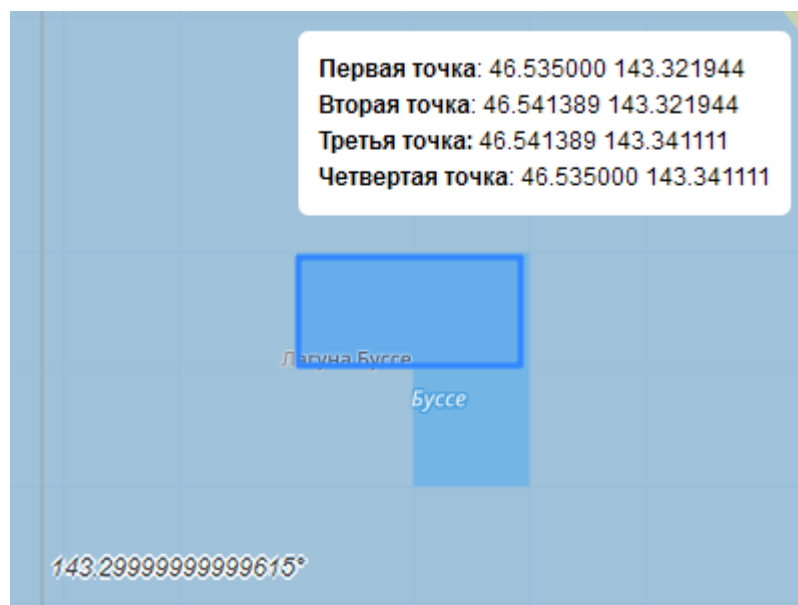 Первая точка: 46.535000 143.321944
Вторая точка: 46.541389 143.321944
Третья точка: 46.541389 143.341111
Четвертая точка: 46.535000 143.341111
Лагуна Буссе
Буссе
143.29999999999615°